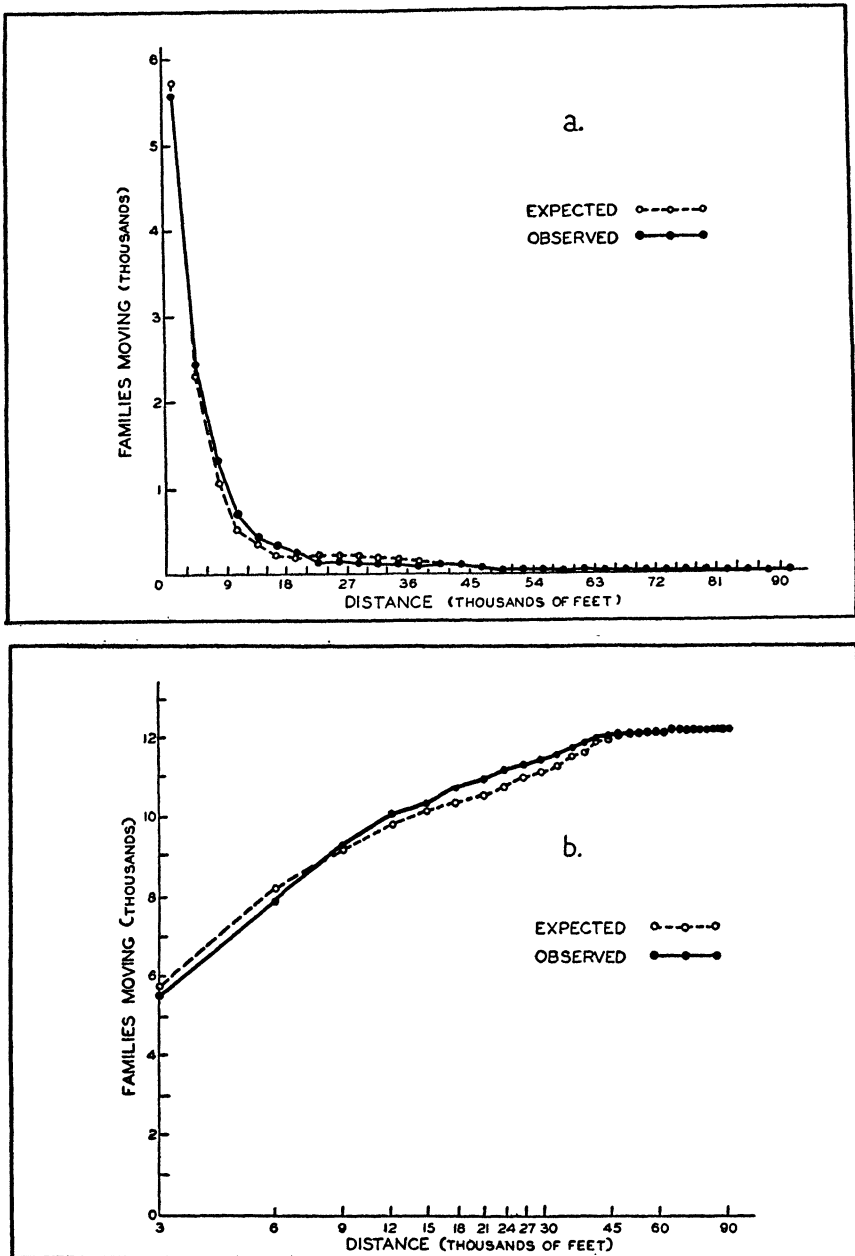 6
5
4
3
2
1
FAMILIES MOVING (THOUSANDS)
a.
EXPECTED
OBSERVED
0 9 18 27 36 45 54 63 72 81 90
DISTANCE (THOUSANDS OF FEET)
12
10
8
6
4
2
0
FAMILIES MOVING (THOUSANDS)
b.
EXPECTED
OBSERVED
3 6 9 12 15 18 21 24 27 30 45 60 90
DISTANCE (THOUSANDS OF FEET)